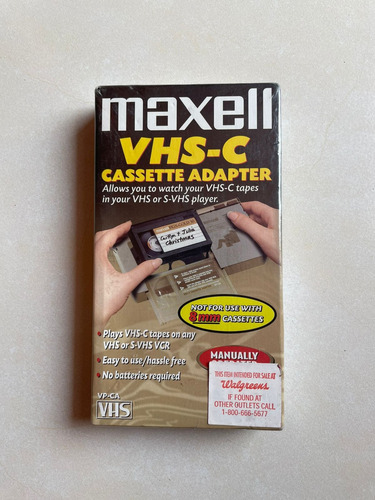 maxell
VHS-C
CASSETTE ADAPTER
Allows you to watch your VHS-C tapes
in your VHS or S-VHS player.
Christmas
NOT FOR USE WITH
8mm CASSETTES
• Plays VHS-C tapes on any
VHS or S-VHS VCR
• Easy to use/hassle free
• No batteries required
MANUALLY
THIS ITEM INTENDED FOR SALE AT
Walgreens
IF FOUND AT
OTHER OUTLETS CALL
1-800-666-5677
VP-CA
VHS